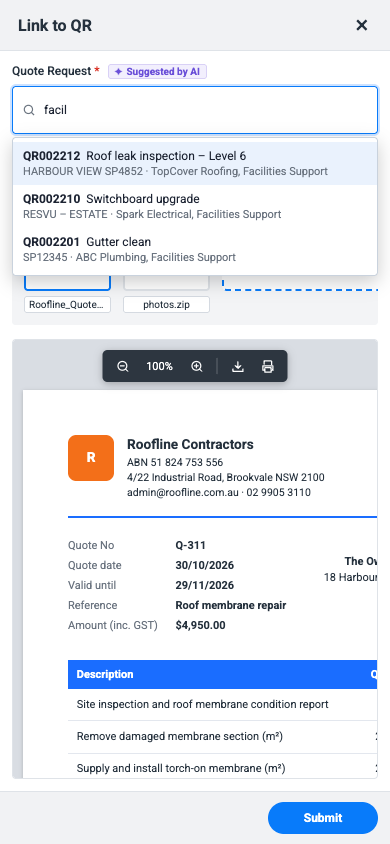 Link to QR
Quote Request * Suggested by AI
facil
QR002212 Roof leak inspection – Level 6
HARBOUR VIEW SP4852 · TopCover Roofing, Facilities Support
QR002210 Switchboard upgrade
RESVU – ESTATE · Spark Electrical, Facilities Support
QR002201 Gutter clean
SP12345 · ABC Plumbing, Facilities Support
Roofline_Quote... photos.zip
100%
R
Roofline Contractors
ABN 51 824 753 556
4/22 Industrial Road, Brookvale NSW 2100
admin@roofline.com.au · 02 9905 3110
Quote No Q-311
Quote date 30/10/2026
The Ow
Valid until 29/11/2026
18 Harbour
Reference Roof membrane repair
Amount (inc. GST) $4,950.00
Description Q
Site inspection and roof membrane condition report
Remove damaged membrane section (m²)
Supply and install torch-on membrane (m²)
Submit